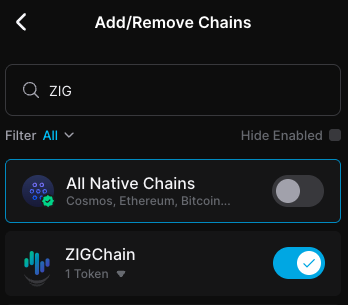 Add/Remove Chains
ZIG
Filter All
Hide Enabled
All Native Chains
Cosmos, Ethereum, Bitcoin...
ZIGChain
1 Token